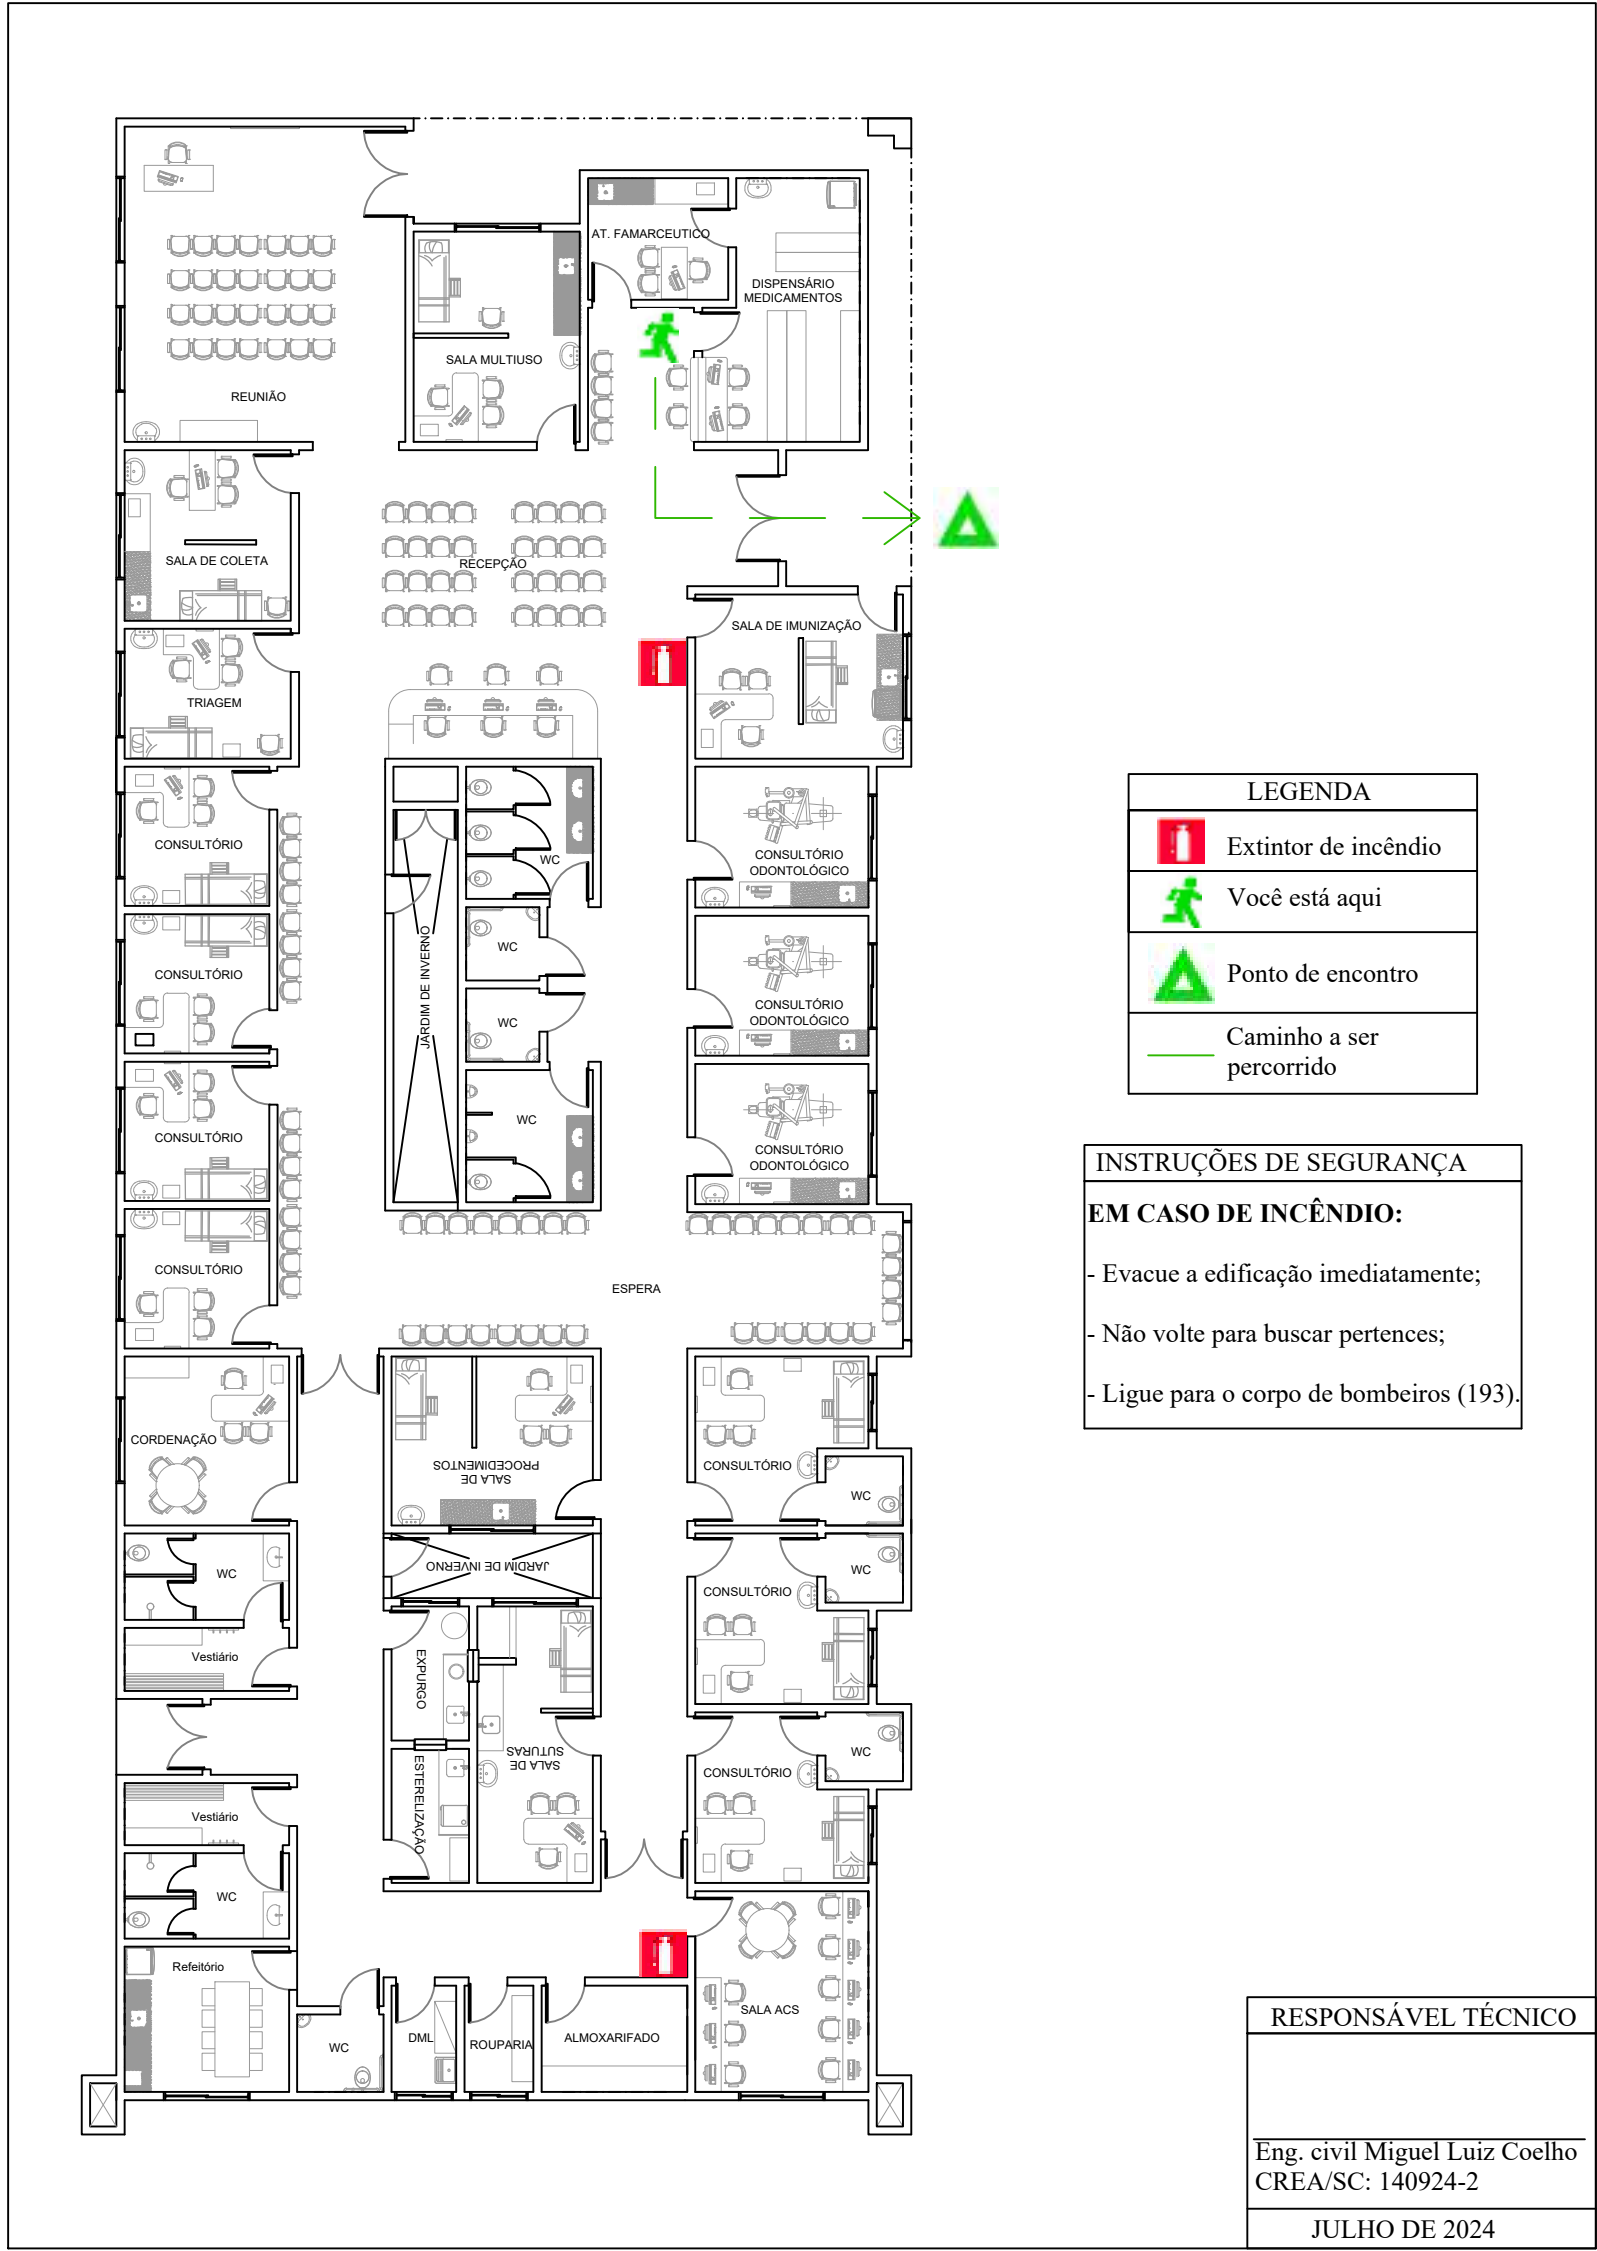 AT. FAMARCEUTICO
DISPENSÁRIO
MEDICAMENTOS
SALA MULTIUSO
REUNIÃO
SALA DE COLETA
RECEPÇÃO
SALA DE IMUNIZAÇÃO
TRIAGEM
CONSULTÓRIO
WC
CONSULTÓRIO
ODONTOLÓGICO
JARDIM DE INVERNO
WC
CONSULTÓRIO
CONSULTÓRIO
ODONTOLÓGICO
WC
WC
CONSULTÓRIO
CONSULTÓRIO
ODONTOLÓGICO
CONSULTÓRIO
ESPERA
CORDENAÇÃO
SALA DE
PROCEDIMENTOS
CONSULTÓRIO
WC
JARDIM DE INVERNO
WC
CONSULTÓRIO
WC
Vestiário
EXPURGO
SALA DE
SUTURAS
CONSULTÓRIO
WC
ESTERELIZAÇÃO
Vestiário
WC
Refeitório
WC
DML
ROUPARIA
ALMOXARIFADO
SALA ACS
LEGENDA
Extintor de incêndio
Você está aqui
Ponto de encontro
Caminho a ser
percorrido
INSTRUÇÕES DE SEGURANÇA
EM CASO DE INCÊNDIO:
- Evacue a edificação imediatamente;
- Não volte para buscar pertences;
- Ligue para o corpo de bombeiros (193).
RESPONSÁVEL TÉCNICO
Eng. civil Miguel Luiz Coelho
CREA/SC: 140924-2
JULHO DE 2024